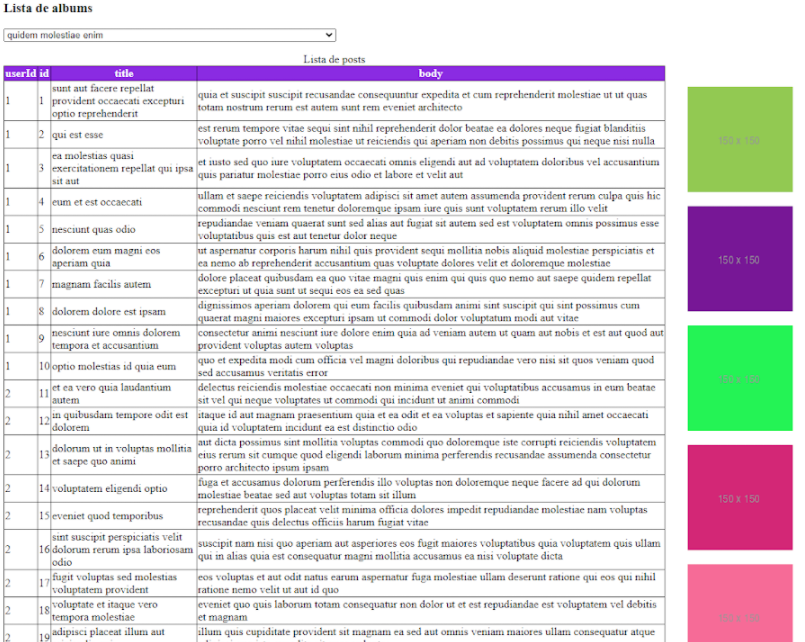 Lista de albums
quidem molestiae enim
Lista de posts
userId id title body
1 1 sunt aut facere repellat provident occaecati excepturi optio reprehenderit
quia et suscipit suscipit recusandae consequuntur expedita et cum reprehenderit molestiae ut ut quas
totam nostrum rerum est autem sunt rem eveniet architecto
1 2 qui est esse
est rerum tempore vitae sequi sint nihil reprehenderit dolor beatae ea dolores neque fugiat blanditiis
voluptate porro vel nihil molestiae ut reiciendis qui aperiam non debitis possimus qui neque nisi nulla
1 3 ea molestias quasi exercitationem repellat qui ipsa sit aut
et iusto sed quo iure voluptatem occaecati omnis eligendi aut ad voluptatem doloribus vel accusantium
quis pariatur molestiae porro eius odio et labore et velit aut
1 4 eum et est occaecati
ullam et saepe reiciendis voluptatem adipisci sit amet autem assumenda provident rerum culpa quis hic
commodi nesciunt rem tenetur doloremque ipsam iure quis sunt voluptatem rerum illo velit
1 5 nesciunt quas odio
repudiandae veniam quaerat sunt sed alias aut fugiat sit autem sed est voluptatem omnis possimus esse
voluptatibus quis est aut tenetur dolor neque
1 6 dolorem eum magni eos aperiam quia
ut aspernatur corporis harum nihil quis provident sequi mollitia nobis aliquid molestiae perspiciatis et
ea nemo ab reprehenderit accusantium quas voluptate dolores velit et doloremque molestiae
1 7 magnam facilis autem
dolore placeat quibusdam ea quo vitae magni quis enim qui quis quo nemo aut saepe quidem repellat
excepturi ut quia sunt ut sequi eos ea sed quas
1 8 dolorem dolore est ipsam
dignissimos aperiam dolorem qui eum facilis quibusdam animi sint suscipit qui sint possimus cum
quaerat magni maiores excepturi ipsam ut commodi dolor voluptatum modi aut vitae
1 9 nesciunt iure omnis dolorem tempora et accusantium
consectetur animi nesciunt iure dolore enim quia ad veniam autem ut quam aut nobis et est aut quod aut
provident voluptas autem voluptas
1 10 optio molestias id quia eum
quo et expedita modi cum officia vel magni doloribus qui repudiandae vero nisi sit quos veniam quod
sed accusamus veritatis error
2 11 et ea vero quia laudantium autem
delectus reiciendis molestiae occaecati non minima eveniet qui voluptatibus accusamus in eum beatae
sit vel qui neque voluptates ut commodi qui incidunt ut animi commodi
2 12 in quibusdam tempore odit est dolorem
itaque id aut magnam praesentium quia et ea odit et ea voluptas et sapiente quia nihil amet occaecati
quia id voluptatem incidunt ea est distinctio odio
2 13 dolorum ut in voluptas mollitia et saepe quo animi
aut dicta possimus sint mollitia voluptas commodi quo doloremque iste corrupti reiciendis voluptatem
eius rerum sit cumque quod eligendi laborum minima perferendis recusandae assumenda consectetur
porro architecto ipsum ipsam
2 14 voluptatem eligendi optio
fuga et accusamus dolorum perferendis illo voluptas non doloremque neque facere ad qui dolorum
molestiae beatae sed aut voluptas totam sit illum
2 15 eveniet quod temporibus
reprehenderit quos placeat velit minima officia dolores impedit repudiandae molestiae nam voluptas
recusandae quis delectus officiis harum fugiat vitae
2 16 sint suscipit perspiciatis velit dolorum rerum ipsa laboriosam odio
suscipit nam nisi quo aperiam aut asperiores eos fugit maiores voluptatibus quia voluptatem quis ullam
qui in alias quia est consequatur magni mollitia accusamus ea nisi voluptate dicta
2 17 fugit voluptas sed molestias voluptatem provident
eos voluptas et aut odit natus earum aspernatur fuga molestiae ullam deserunt ratione qui eos qui nihil
ratione nemo velit ut aut id quo
2 18 voluptate et itaque vero tempora molestiae
eveniet quo quis laborum totam consequatur non dolor ut et est repudiandae est voluptatem vel debitis
et magnam
2 19 adipisci placeat illum aut
illum quis cupiditate provident sit magnam ea sed aut omnis veniam maiores ullam consequatur atque
150 x 150
150 x 150
150 x 150
150 x 150
150 x 150